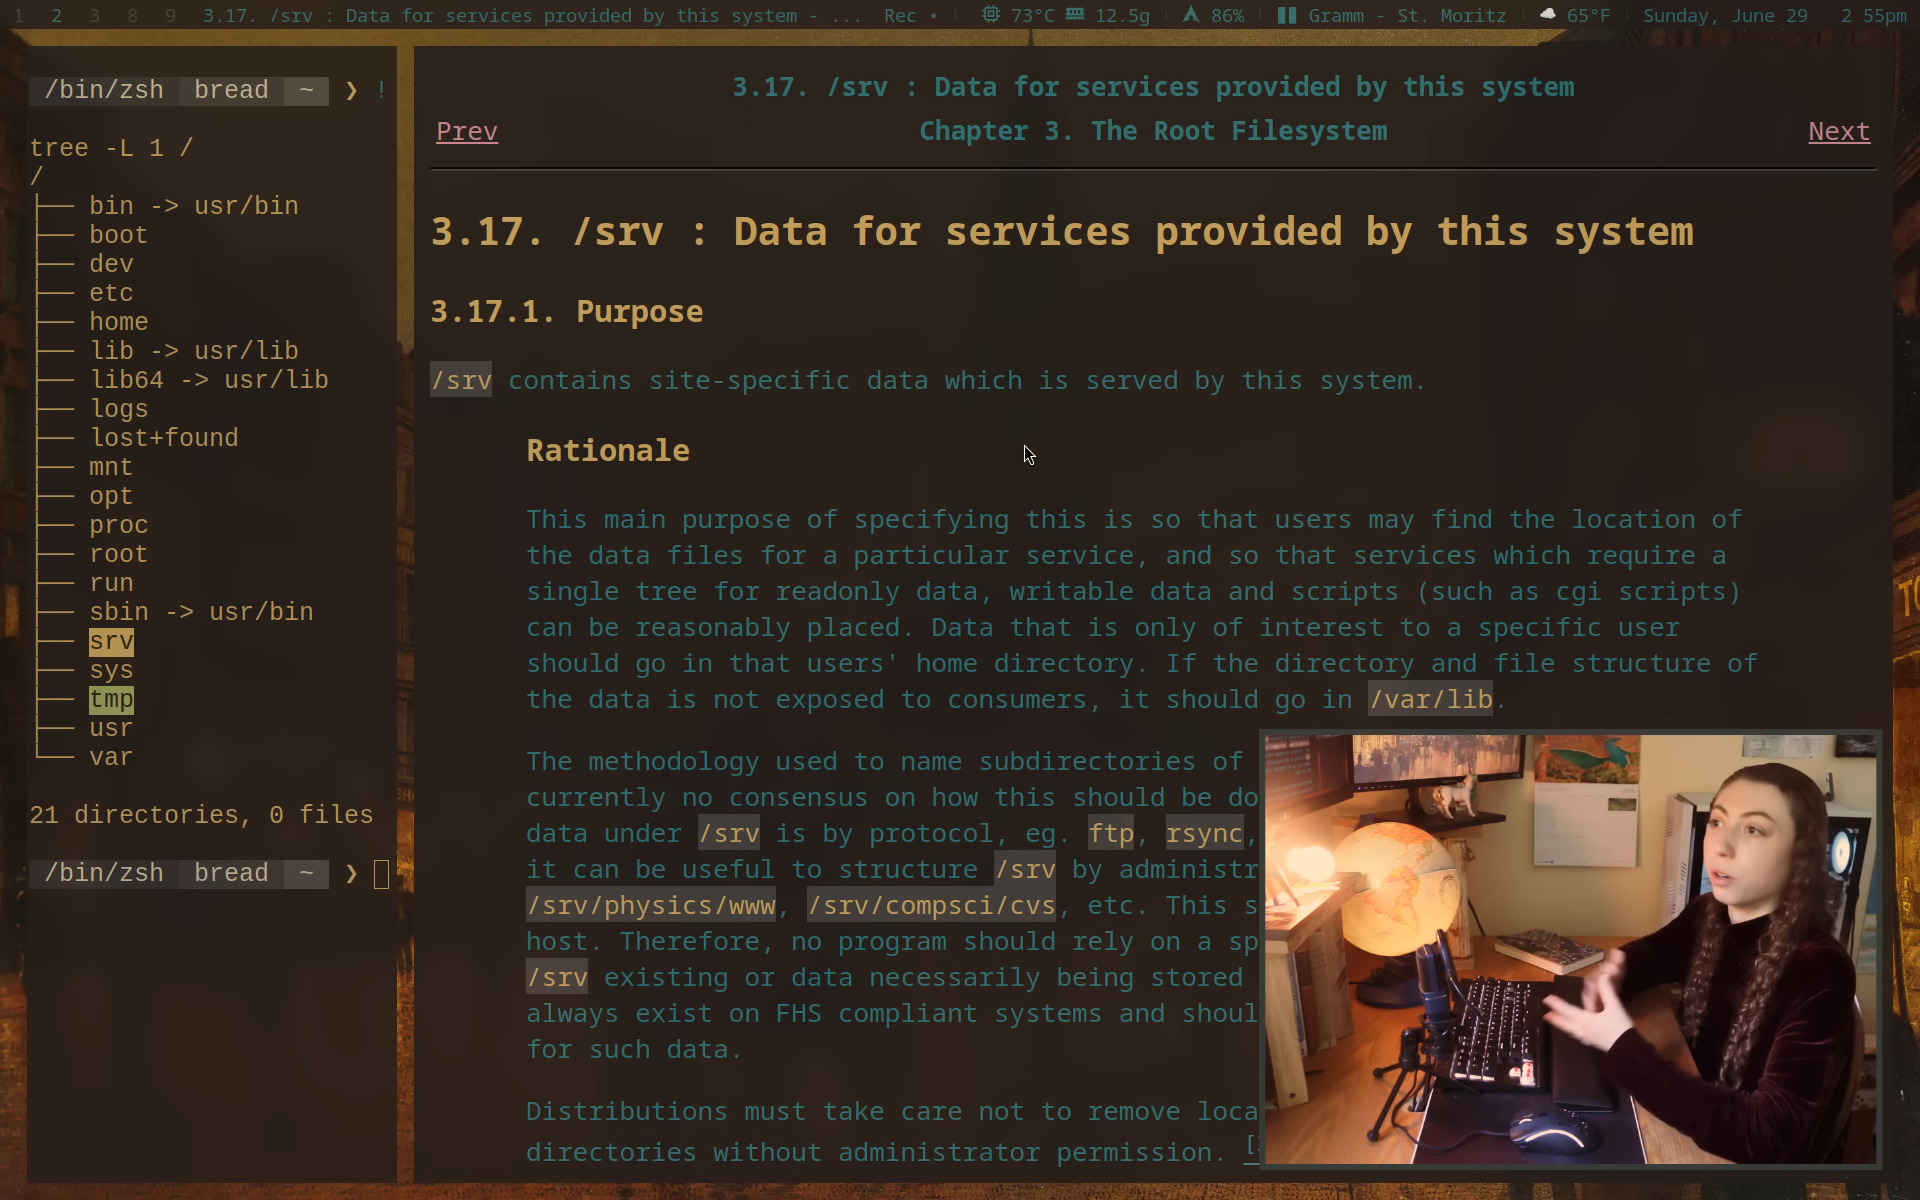 1 2 3 8 9 3.17. /srv : Data for services provided by this system - ... Rec • 73°C 12.5g 86% Gramm - St. Moritz 65°F Sunday, June 29 2 55pm
/bin/zsh bread ~ ❯ !
tree -L 1 /
/
├── bin -> usr/bin
├── boot
├── dev
├── etc
├── home
├── lib -> usr/lib
├── lib64 -> usr/lib
├── logs
├── lost+found
├── mnt
├── opt
├── proc
├── root
├── run
├── sbin -> usr/bin
├── srv
├── sys
├── tmp
├── usr
└── var
21 directories, 0 files
/bin/zsh bread ~ ❯
3.17. /srv : Data for services provided by this system
Prev Chapter 3. The Root Filesystem Next
3.17. /srv : Data for services provided by this system
3.17.1. Purpose
/srv contains site-specific data which is served by this system.
Rationale
This main purpose of specifying this is so that users may find the location of
the data files for a particular service, and so that services which require a
single tree for readonly data, writable data and scripts (such as cgi scripts)
can be reasonably placed. Data that is only of interest to a specific user
should go in that users' home directory. If the directory and file structure of
the data is not exposed to consumers, it should go in /var/lib.
The methodology used to name subdirectories of
currently no consensus on how this should be do
data under /srv is by protocol, eg. ftp, rsync,
it can be useful to structure /srv by administr
/srv/physics/www, /srv/compsci/cvs, etc. This s
host. Therefore, no program should rely on a sp
/srv existing or data necessarily being stored
always exist on FHS compliant systems and shoul
for such data.
Distributions must take care not to remove loca
directories without administrator permission. [